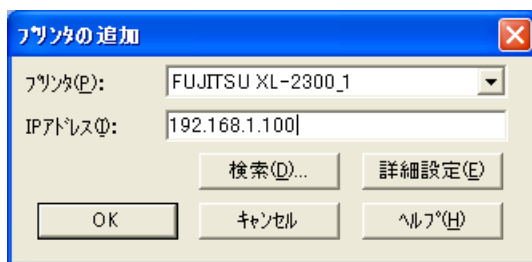 プリンタの追加
プリンタ(P):
FUJITSU XL-2300_1
IPアドレス(I):
192.168.1.100
検索(D)...
詳細設定(E)
OK
キャンセル
ヘルプ(H)